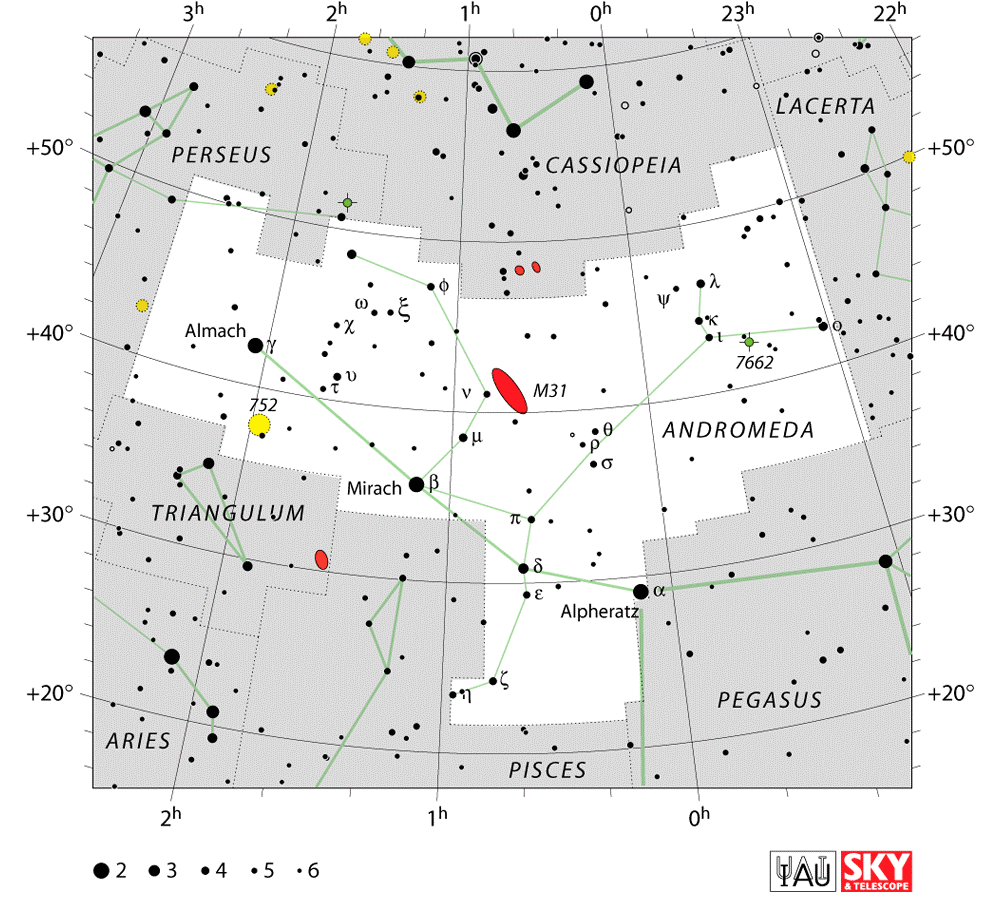 3h 2h 1h 0h 23h 22h
LACERTA
+50° PERSEUS CASSIOPEIA +50°
λ
ϕ ψ
ω ξ
χ κ ο
+40° Almach γ ι +40°
7662
υ
τ ν M31
752
θ ANDROMEDA
μ ρ
σ
Mirach β
+30° TRIANGULUM π +30°
δ
ε α
Alpheratz
ζ
+20° η PEGASUS +20°
ARIES
PISCES
2h 1h 0h
2 3 4 5 6
IAU SKY
& TELESCOPE